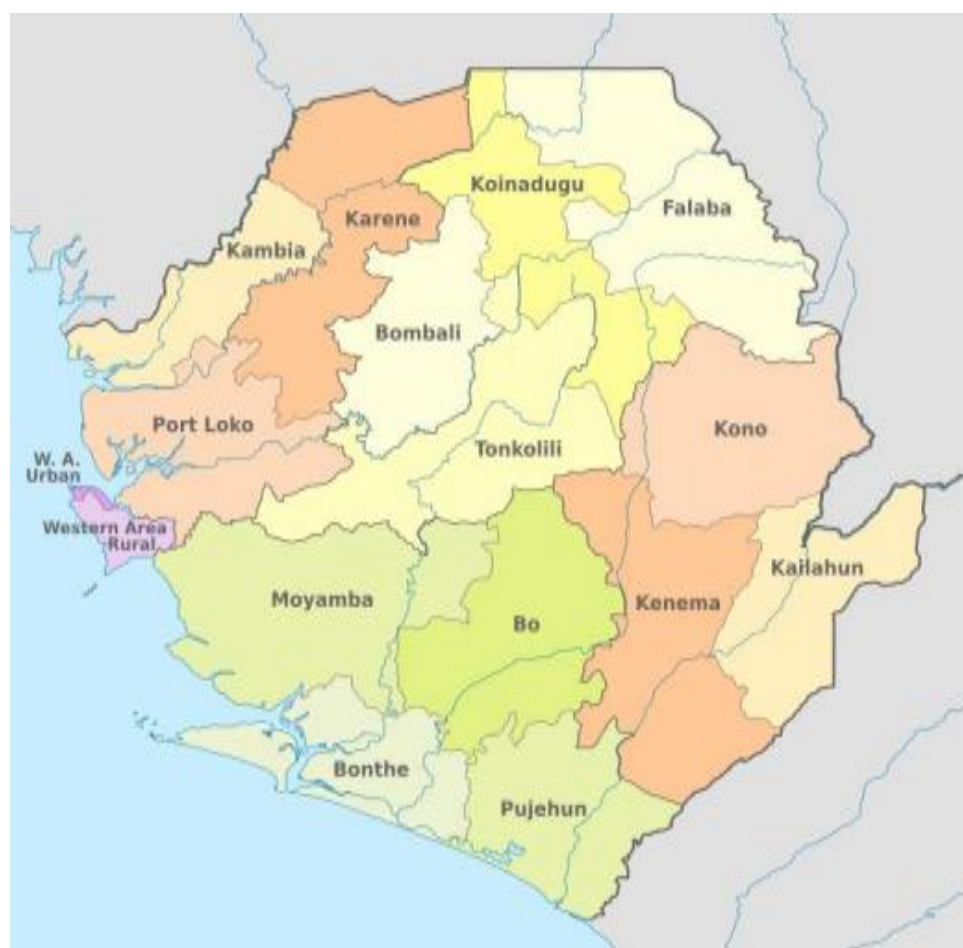 Koinadugu
Falaba
Karene
Kambia
Bombali
Port Loko
Kono
Tonkolili
W. A.
Urban
Western Area
Rural
Kailahun
Moyamba
Kenema
Bo
Bonthe
Pujehun